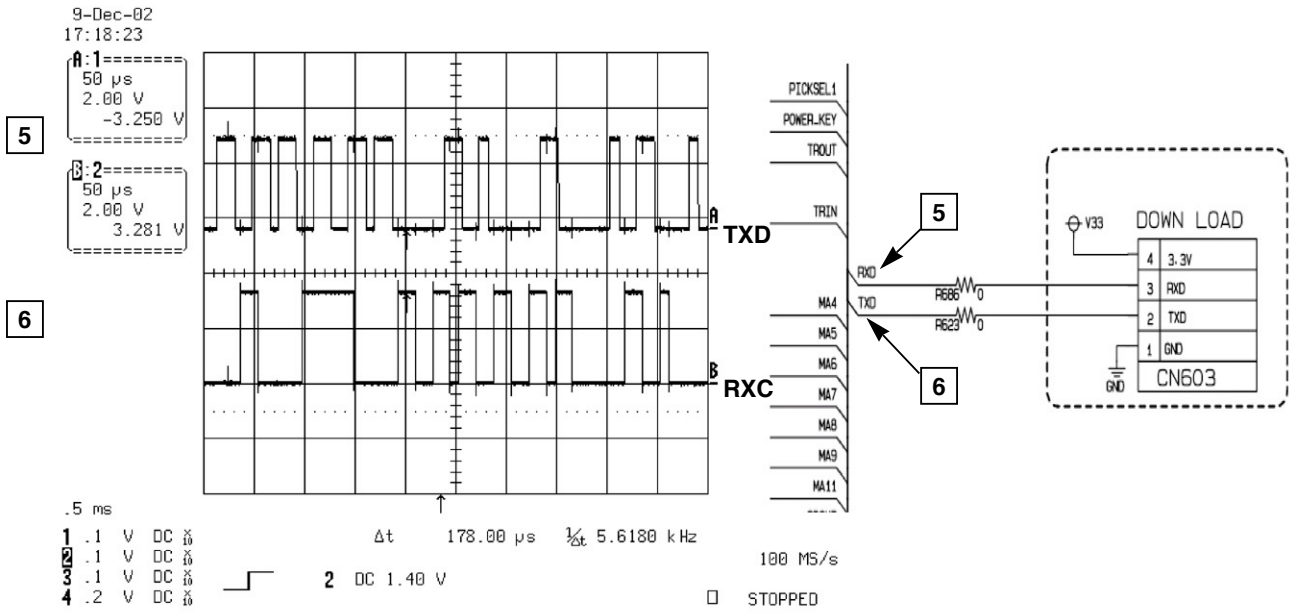 9-Dec-02
17:18:23
A:1
50 µs
2.00 V
-3.250 V
5
B:2
50 µs
2.00 V
3.281 V
A
TXD
6
B
RXC
.5 ms
1 .1 V DC X10
2 .1 V DC X10
3 .1 V DC X10
4 .2 V DC X10
Δt 178.00 µs 1/Δt 5.6180 kHz
2 DC 1.40 V
100 MS/s
STOPPED
PICKSEL1
POWER_KEY
TROUT
TRIN
5
RXD
R686 0
TXD
R623 0
6
MA4
MA5
MA6
MA7
MA8
MA9
MA11
V33
DOWN LOAD
4 3.3V
3 RXD
2 TXD
1 GND
CN603
GND